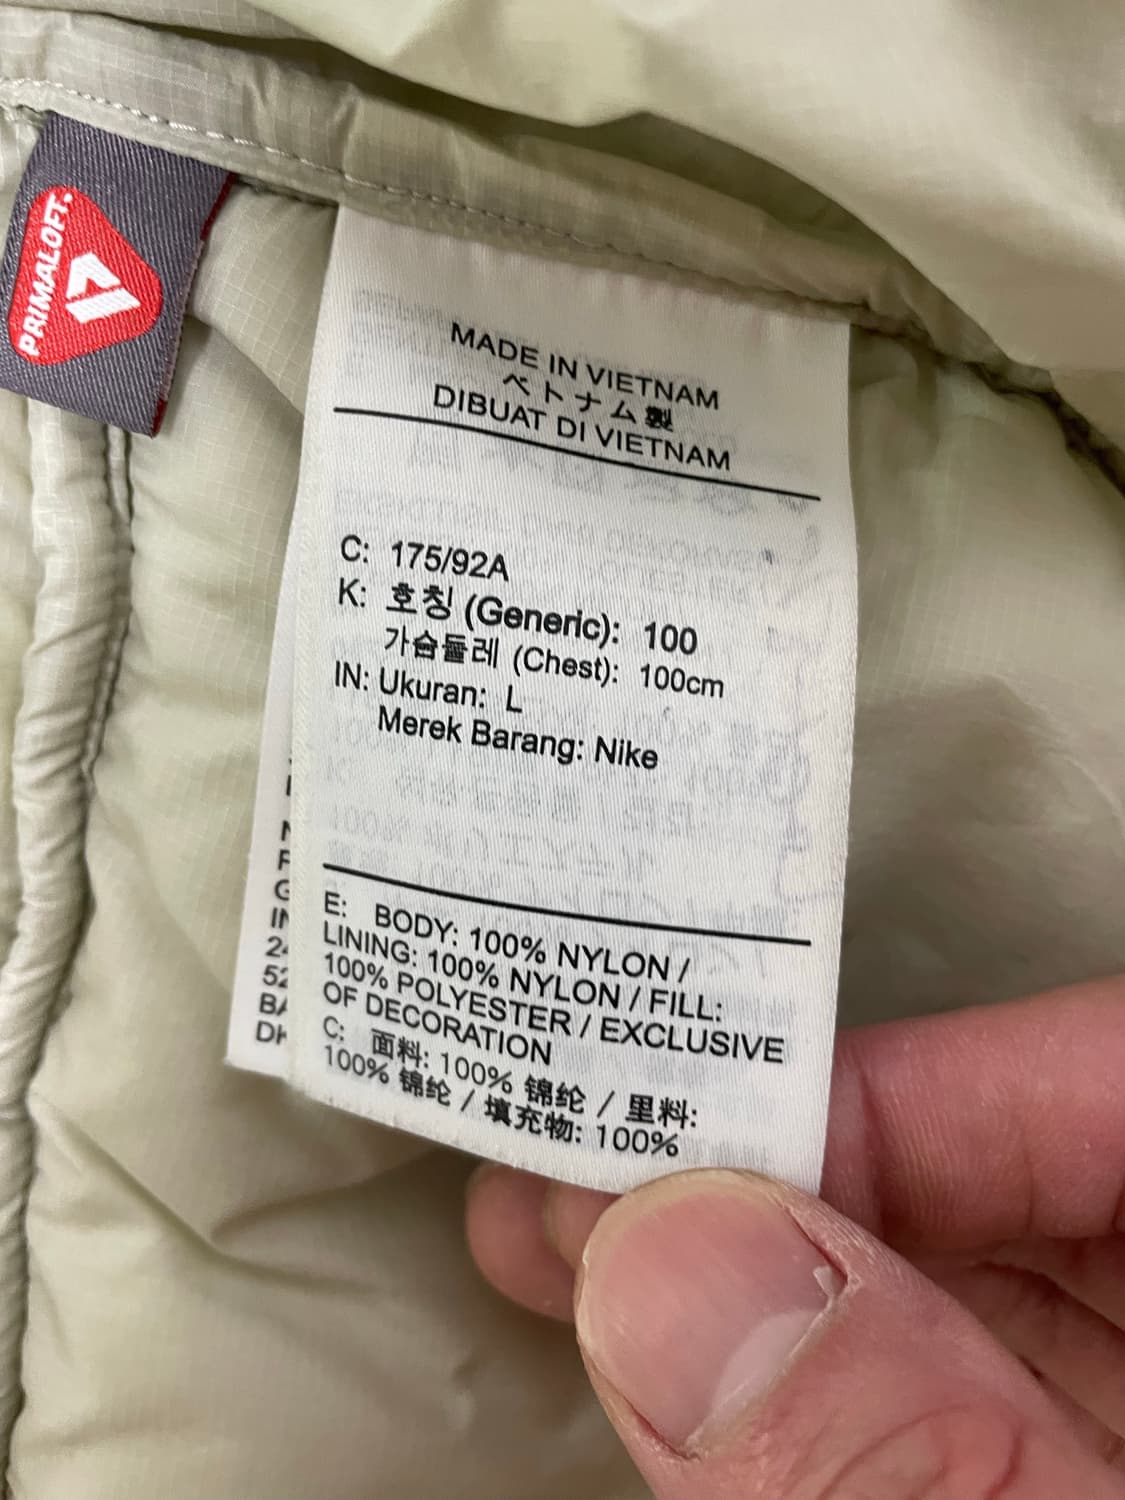 PRIMALOFT.
MADE IN VIETNAM
ベトナム製
DIBUAT DI VIETNAM
C: 175/92A
K: 호칭 (Generic): 100
가슴둘레 (Chest): 100cm
IN: Ukuran: L
Merek Barang: Nike
E: BODY: 100% NYLON /
LINING: 100% NYLON / FILL:
100% POLYESTER / EXCLUSIVE
OF DECORATION
C: 面料: 100% 锦纶 / 里料:
100% 锦纶 / 填充物: 100%